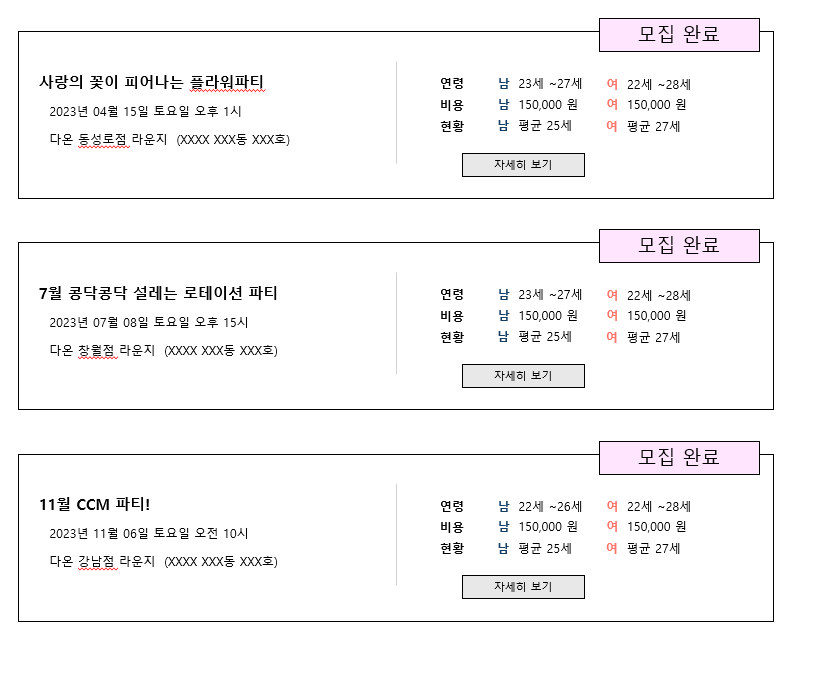 모집 완료
사랑의 꽃이 피어나는 플라워파티
2023년 04월 15일 토요일 오후 1시
다온 동성로점 라운지 (XXXX XXX동 XXX호)
연령 남 23세 ~27세 여 22세 ~28세
비용 남 150,000 원 여 150,000 원
현황 남 평균 25세 여 평균 27세
자세히 보기
모집 완료
7월 콩닥콩닥 설레는 로테이션 파티
2023년 07월 08일 토요일 오후 15시
다온 창월점 라운지 (XXXX XXX동 XXX호)
연령 남 23세 ~27세 여 22세 ~28세
비용 남 150,000 원 여 150,000 원
현황 남 평균 25세 여 평균 27세
자세히 보기
모집 완료
11월 CCM 파티!
2023년 11월 06일 토요일 오전 10시
다온 강남점 라운지 (XXXX XXX동 XXX호)
연령 남 22세 ~26세 여 22세 ~28세
비용 남 150,000 원 여 150,000 원
현황 남 평균 25세 여 평균 27세
자세히 보기